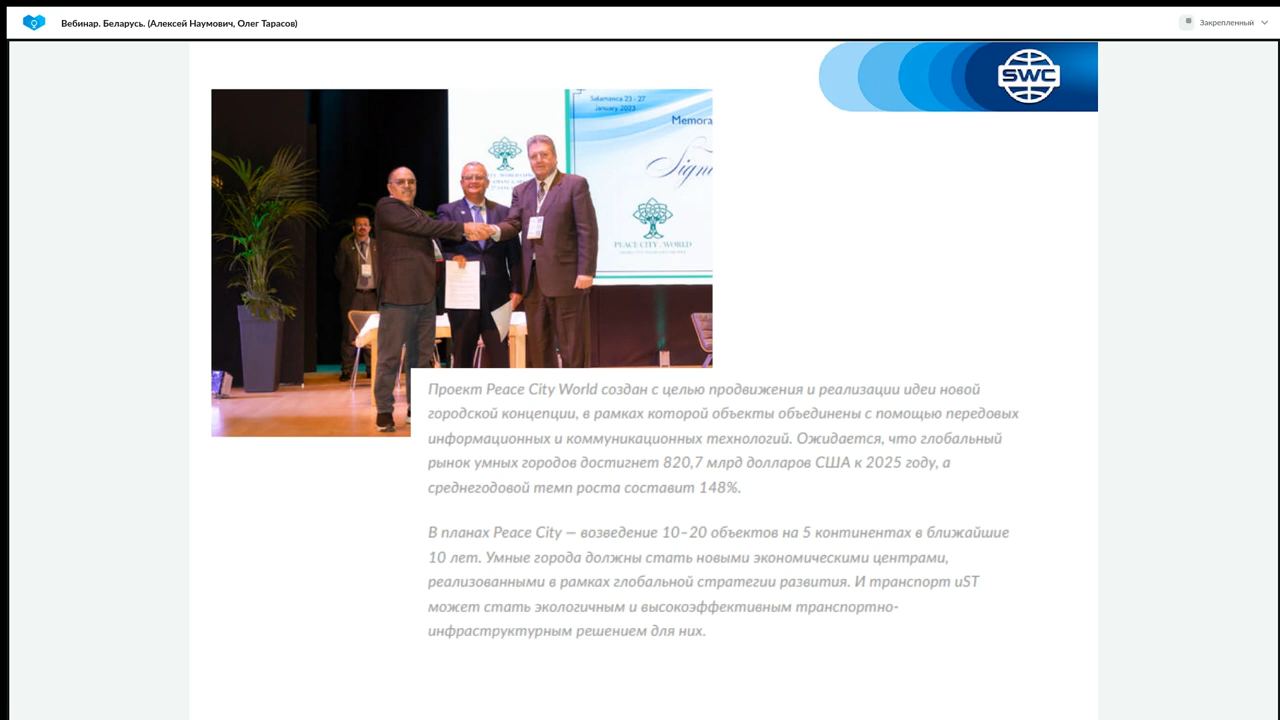 Вебинар. Беларусь. (Алексей Наумович, Олег Тарасов)
Закрепленный
SWC
Salamanca 23 - 27
January 2023
Memora
Sign
PEACE CITY . WORLD
Проект Peace City World создан с целью продвижения и реализации идеи новой
городской концепции, в рамках которой объекты объединены с помощью передовых
информационных и коммуникационных технологий. Ожидается, что глобальный
рынок умных городов достигнет 820,7 млрд долларов США к 2025 году, а
среднегодовой темп роста составит 148%.
В планах Peace City — возведение 10–20 объектов на 5 континентах в ближайшие
10 лет. Умные города должны стать новыми экономическими центрами,
реализованными в рамках глобальной стратегии развития. И транспорт uST
может стать экологичным и высокоэффективным транспортно-
инфраструктурным решением для них.